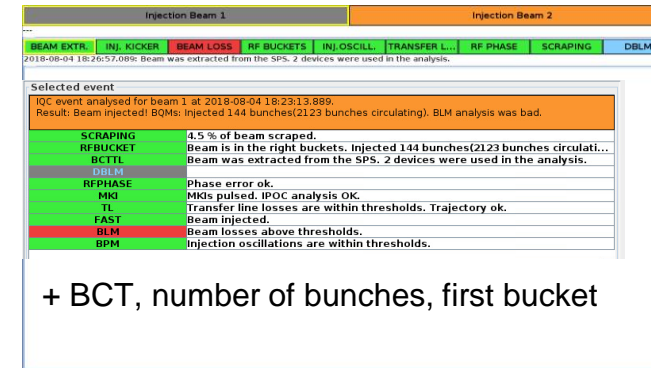 Injection Beam 1 Injection Beam 2
---
BEAM EXTR. INJ. KICKER BEAM LOSS RF BUCKETS INJ.OSCILL. TRANSFER L... RF PHASE SCRAPING DBLM
2018-08-04 18:26:57.089: Beam was extracted from the SPS. 2 devices were used in the analysis.
Selected event
IQC event analysed for beam 1 at 2018-08-04 18:23:13.889.
Result: Beam injected! BQMs: Injected 144 bunches(2123 bunches circulating). BLM analysis was bad.
SCRAPING 4.5 % of beam scraped.
RFBUCKET Beam is in the right buckets. Injected 144 bunches(2123 bunches circulati...
BCTTL Beam was extracted from the SPS. 2 devices were used in the analysis.
DBLM
RFPHASE Phase error ok.
MKI MKIs pulsed. IPOC analysis OK.
TL Transfer line losses are within thresholds. Trajectory ok.
FAST Beam injected.
BLM Beam losses above thresholds.
BPM Injection oscillations are within thresholds.
+ BCT, number of bunches, first bucket